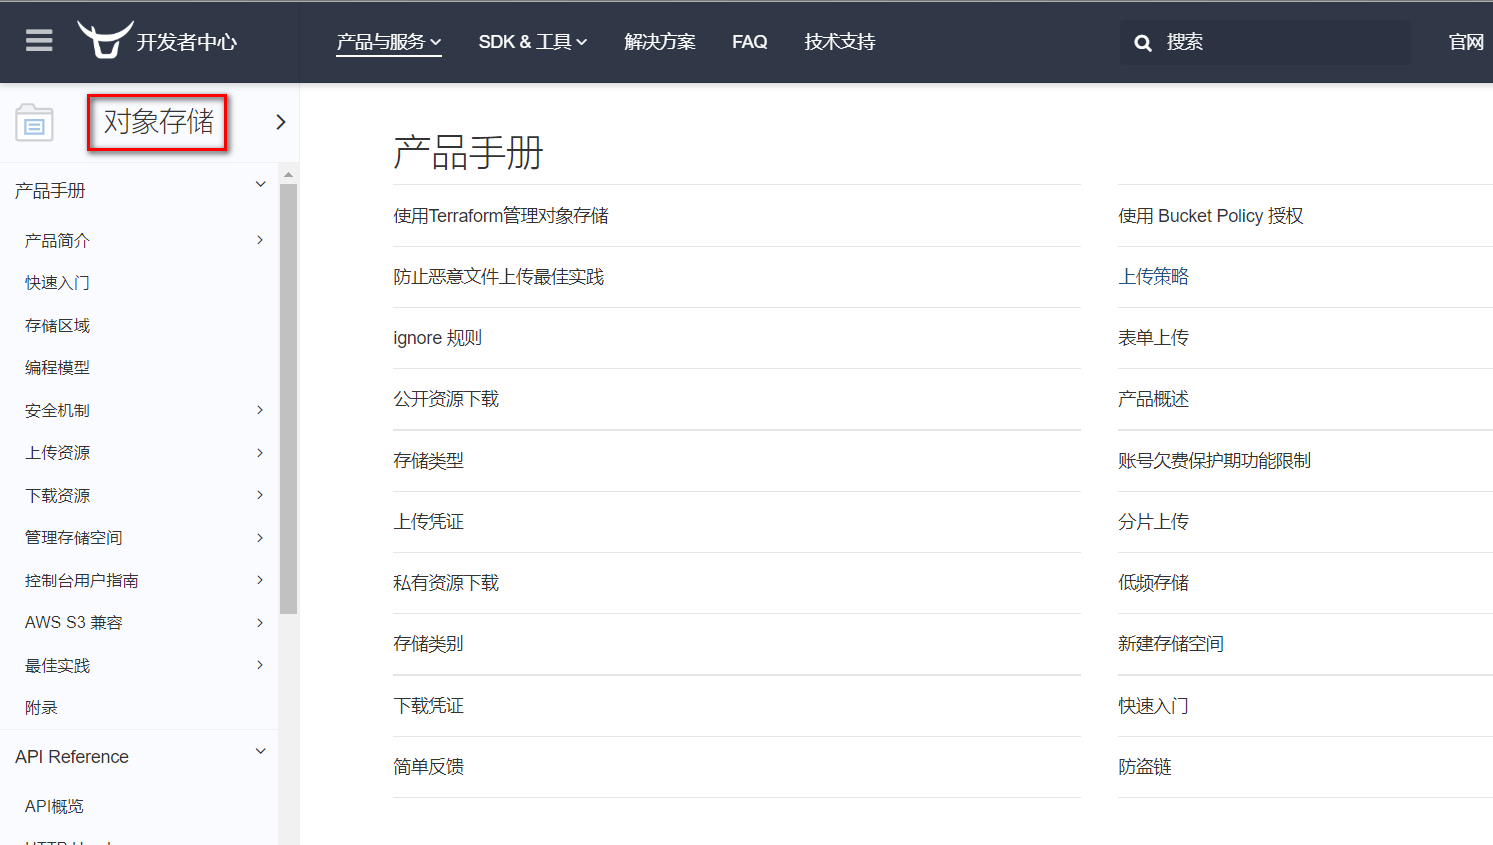 开发者中心
产品与服务
SDK & 工具
解决方案
FAQ
技术支持
搜索
官网
对象存储
产品手册
产品简介
快速入门
存储区域
编程模型
安全机制
上传资源
下载资源
管理存储空间
控制台用户指南
AWS S3 兼容
最佳实践
附录
API Reference
API概览
产品手册
使用Terraform管理对象存储
使用 Bucket Policy 授权
防止恶意文件上传最佳实践
上传策略
ignore 规则
表单上传
公开资源下载
产品概述
存储类型
账号欠费保护期功能限制
上传凭证
分片上传
私有资源下载
低频存储
存储类别
新建存储空间
下载凭证
快速入门
简单反馈
防盗链